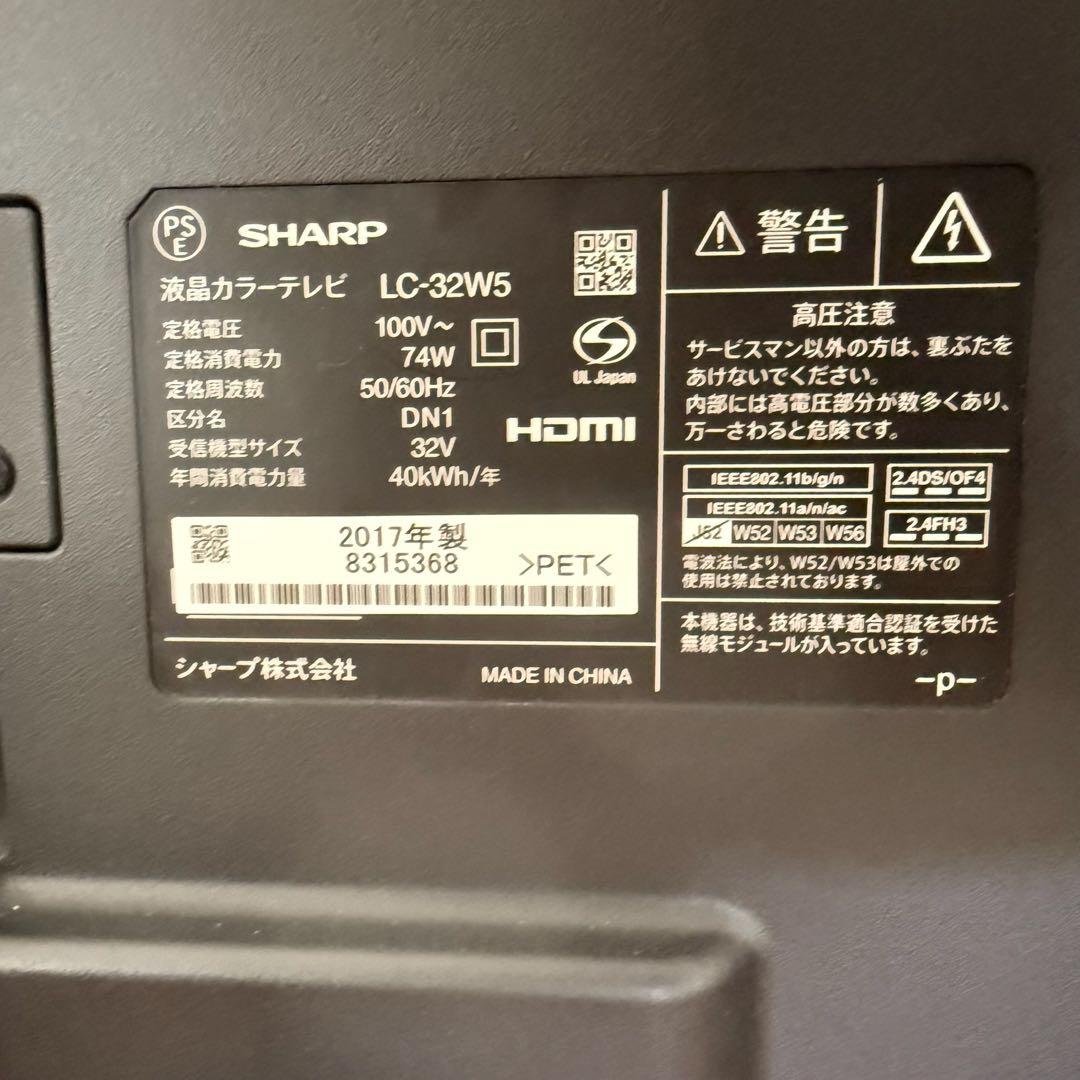 PS
E
SHARP
液晶カラーテレビ LC-32W5
定格電圧 100V～
定格消費電力 74W
定格周波数 50/60Hz
区分名 DN1
受信機型サイズ 32V
年間消費電力量 40kWh/年
UL Japan
HDMI
2017年製
8315368
>PET<
シャープ株式会社
MADE IN CHINA
警告
高圧注意
サービスマン以外の方は、裏ぶたを
あけないでください。
内部には高電圧部分が数多くあり、
万一さわると危険です。
IEEE802.11b/g/n
IEEE802.11a/n/ac
J52 W52 W53 W56
2.4DS/OF4
2.4FH3
電波法により、W52/W53は屋外での
使用は禁止されております。
本機器は、技術基準適合認証を受けた
無線モジュールが入っています。
-p-